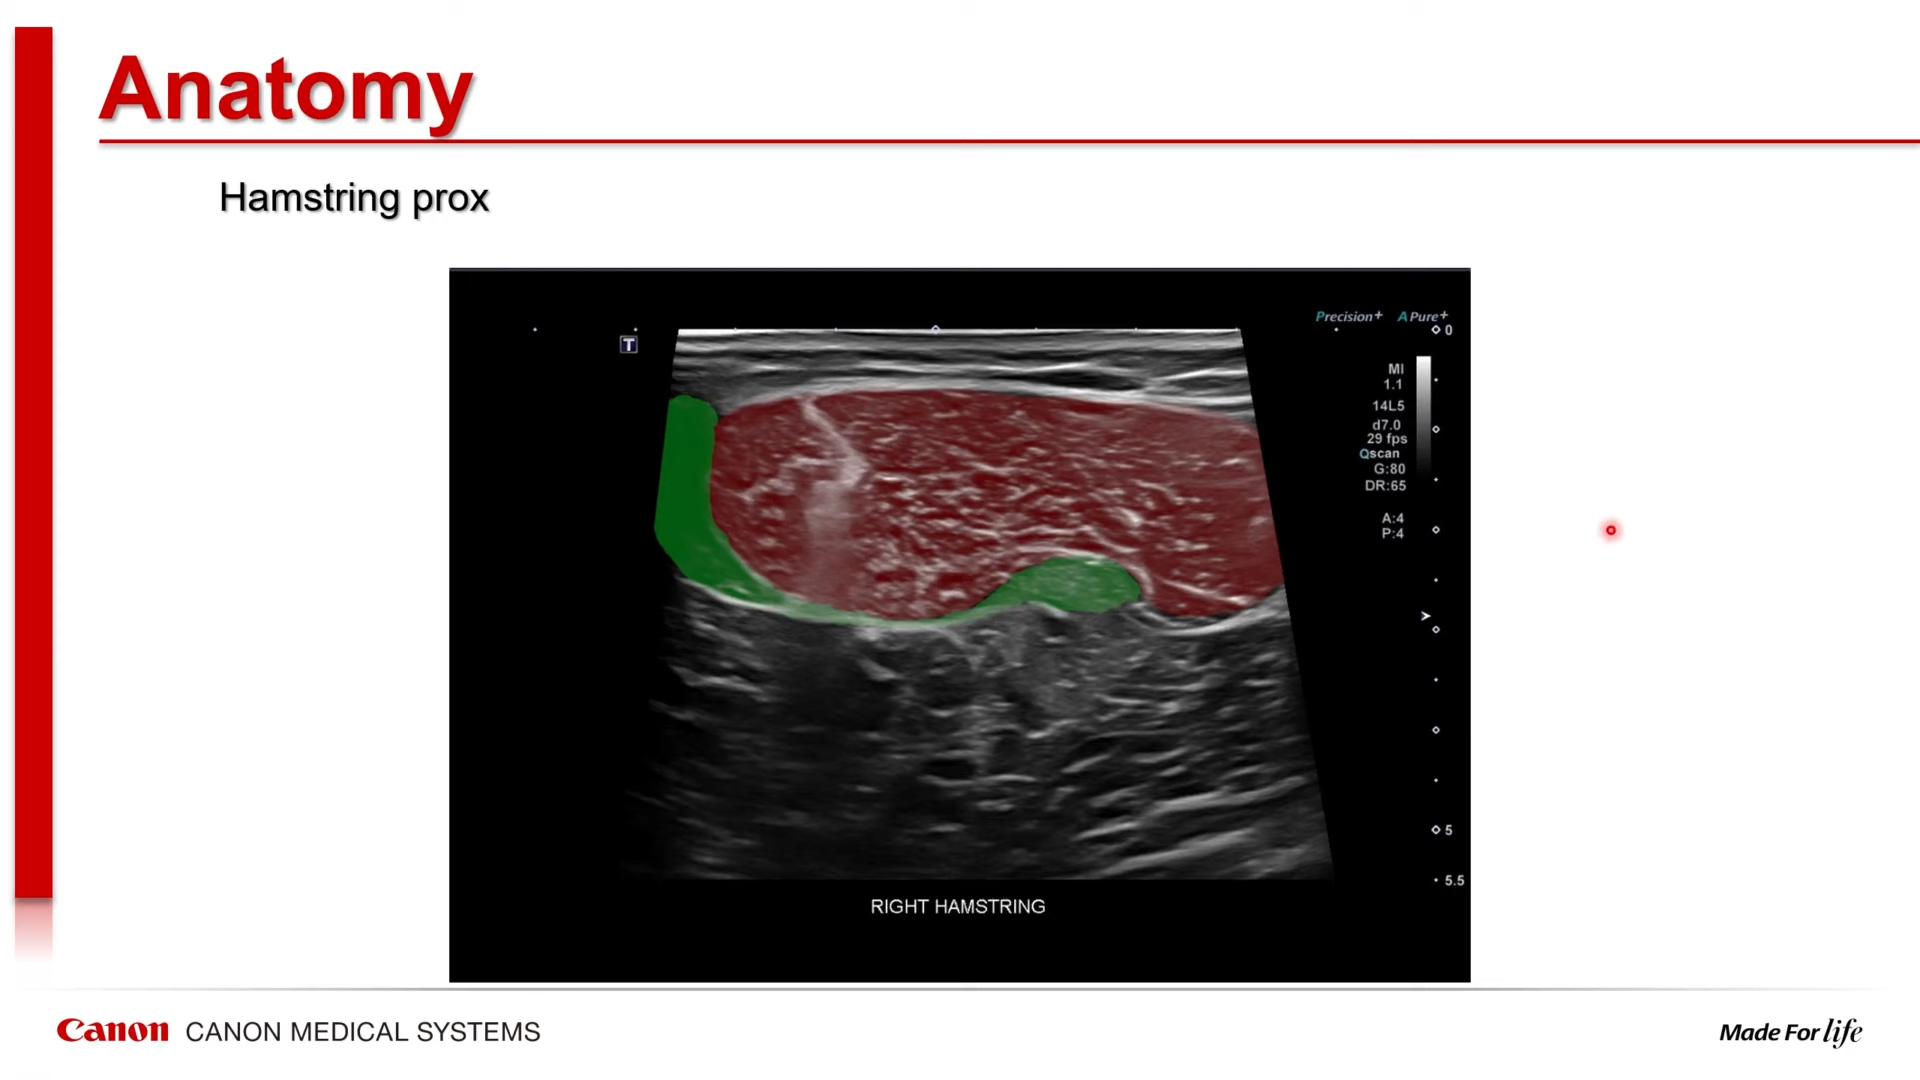 Anatomy
Hamstring prox
Precision+ APure+
T
0
MI
1.1
14L5
d7.0
29 fps
Qscan
G:80
DR:65
A:4
P:4
5
5.5
RIGHT HAMSTRING
Canon CANON MEDICAL SYSTEMS
Made For life